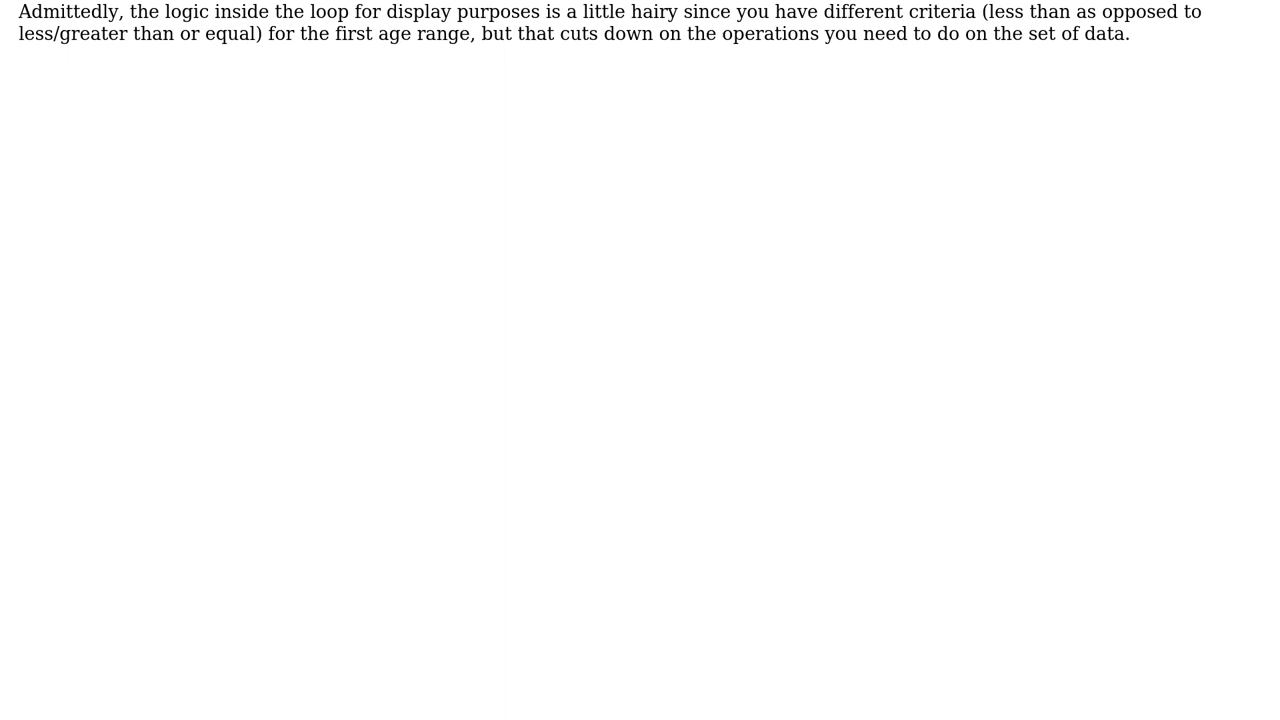 Admittedly, the logic inside the loop for display purposes is a little hairy since you have different criteria (less than as opposed to
less/greater than or equal) for the first age range, but that cuts down on the operations you need to do on the set of data.